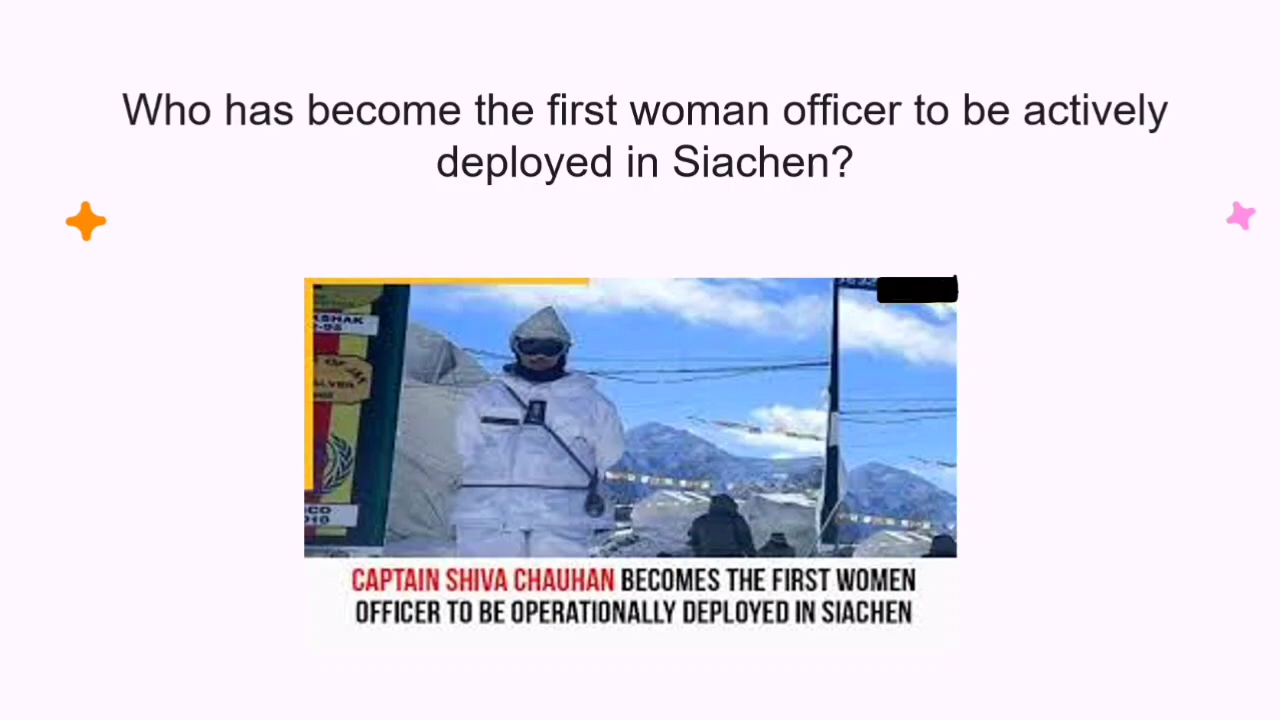 Who has become the first woman officer to be actively
deployed in Siachen?
CAPTAIN SHIVA CHAUHAN BECOMES THE FIRST WOMEN
OFFICER TO BE OPERATIONALLY DEPLOYED IN SIACHEN